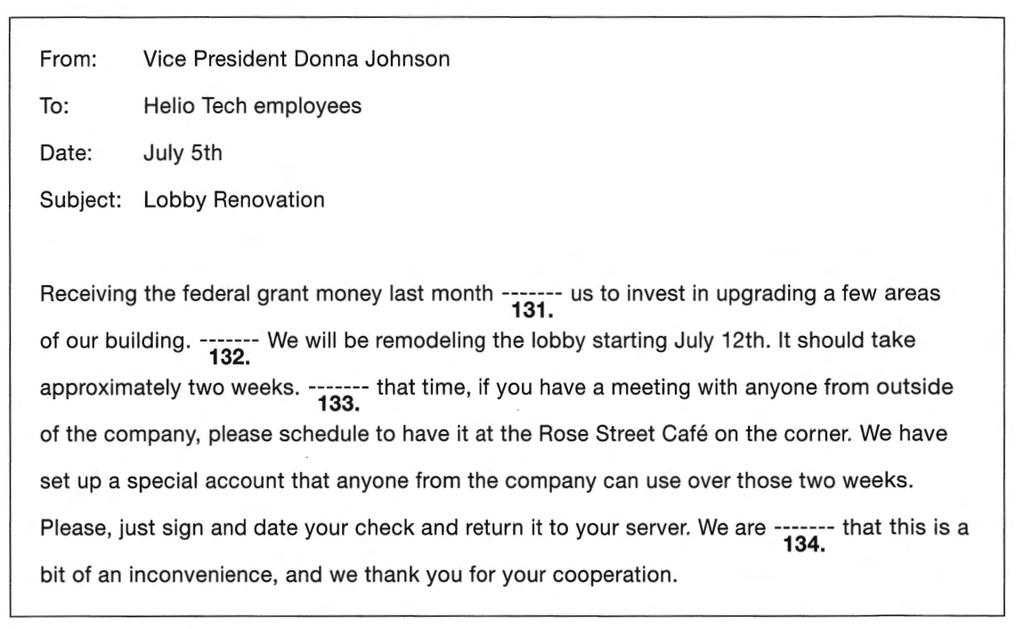 From: Vice President Donna Johnson
To: Helio Tech employees
Date: July 5th
Subject: Lobby Renovation
Receiving the federal grant money last month ------- us to invest in upgrading a few areas
131.
of our building. ------- We will be remodeling the lobby starting July 12th. It should take
132.
approximately two weeks. ------- that time, if you have a meeting with anyone from outside
133.
of the company, please schedule to have it at the Rose Street Café on the corner. We have
set up a special account that anyone from the company can use over those two weeks.
Please, just sign and date your check and return it to your server. We are ------- that this is a
134.
bit of an inconvenience, and we thank you for your cooperation.